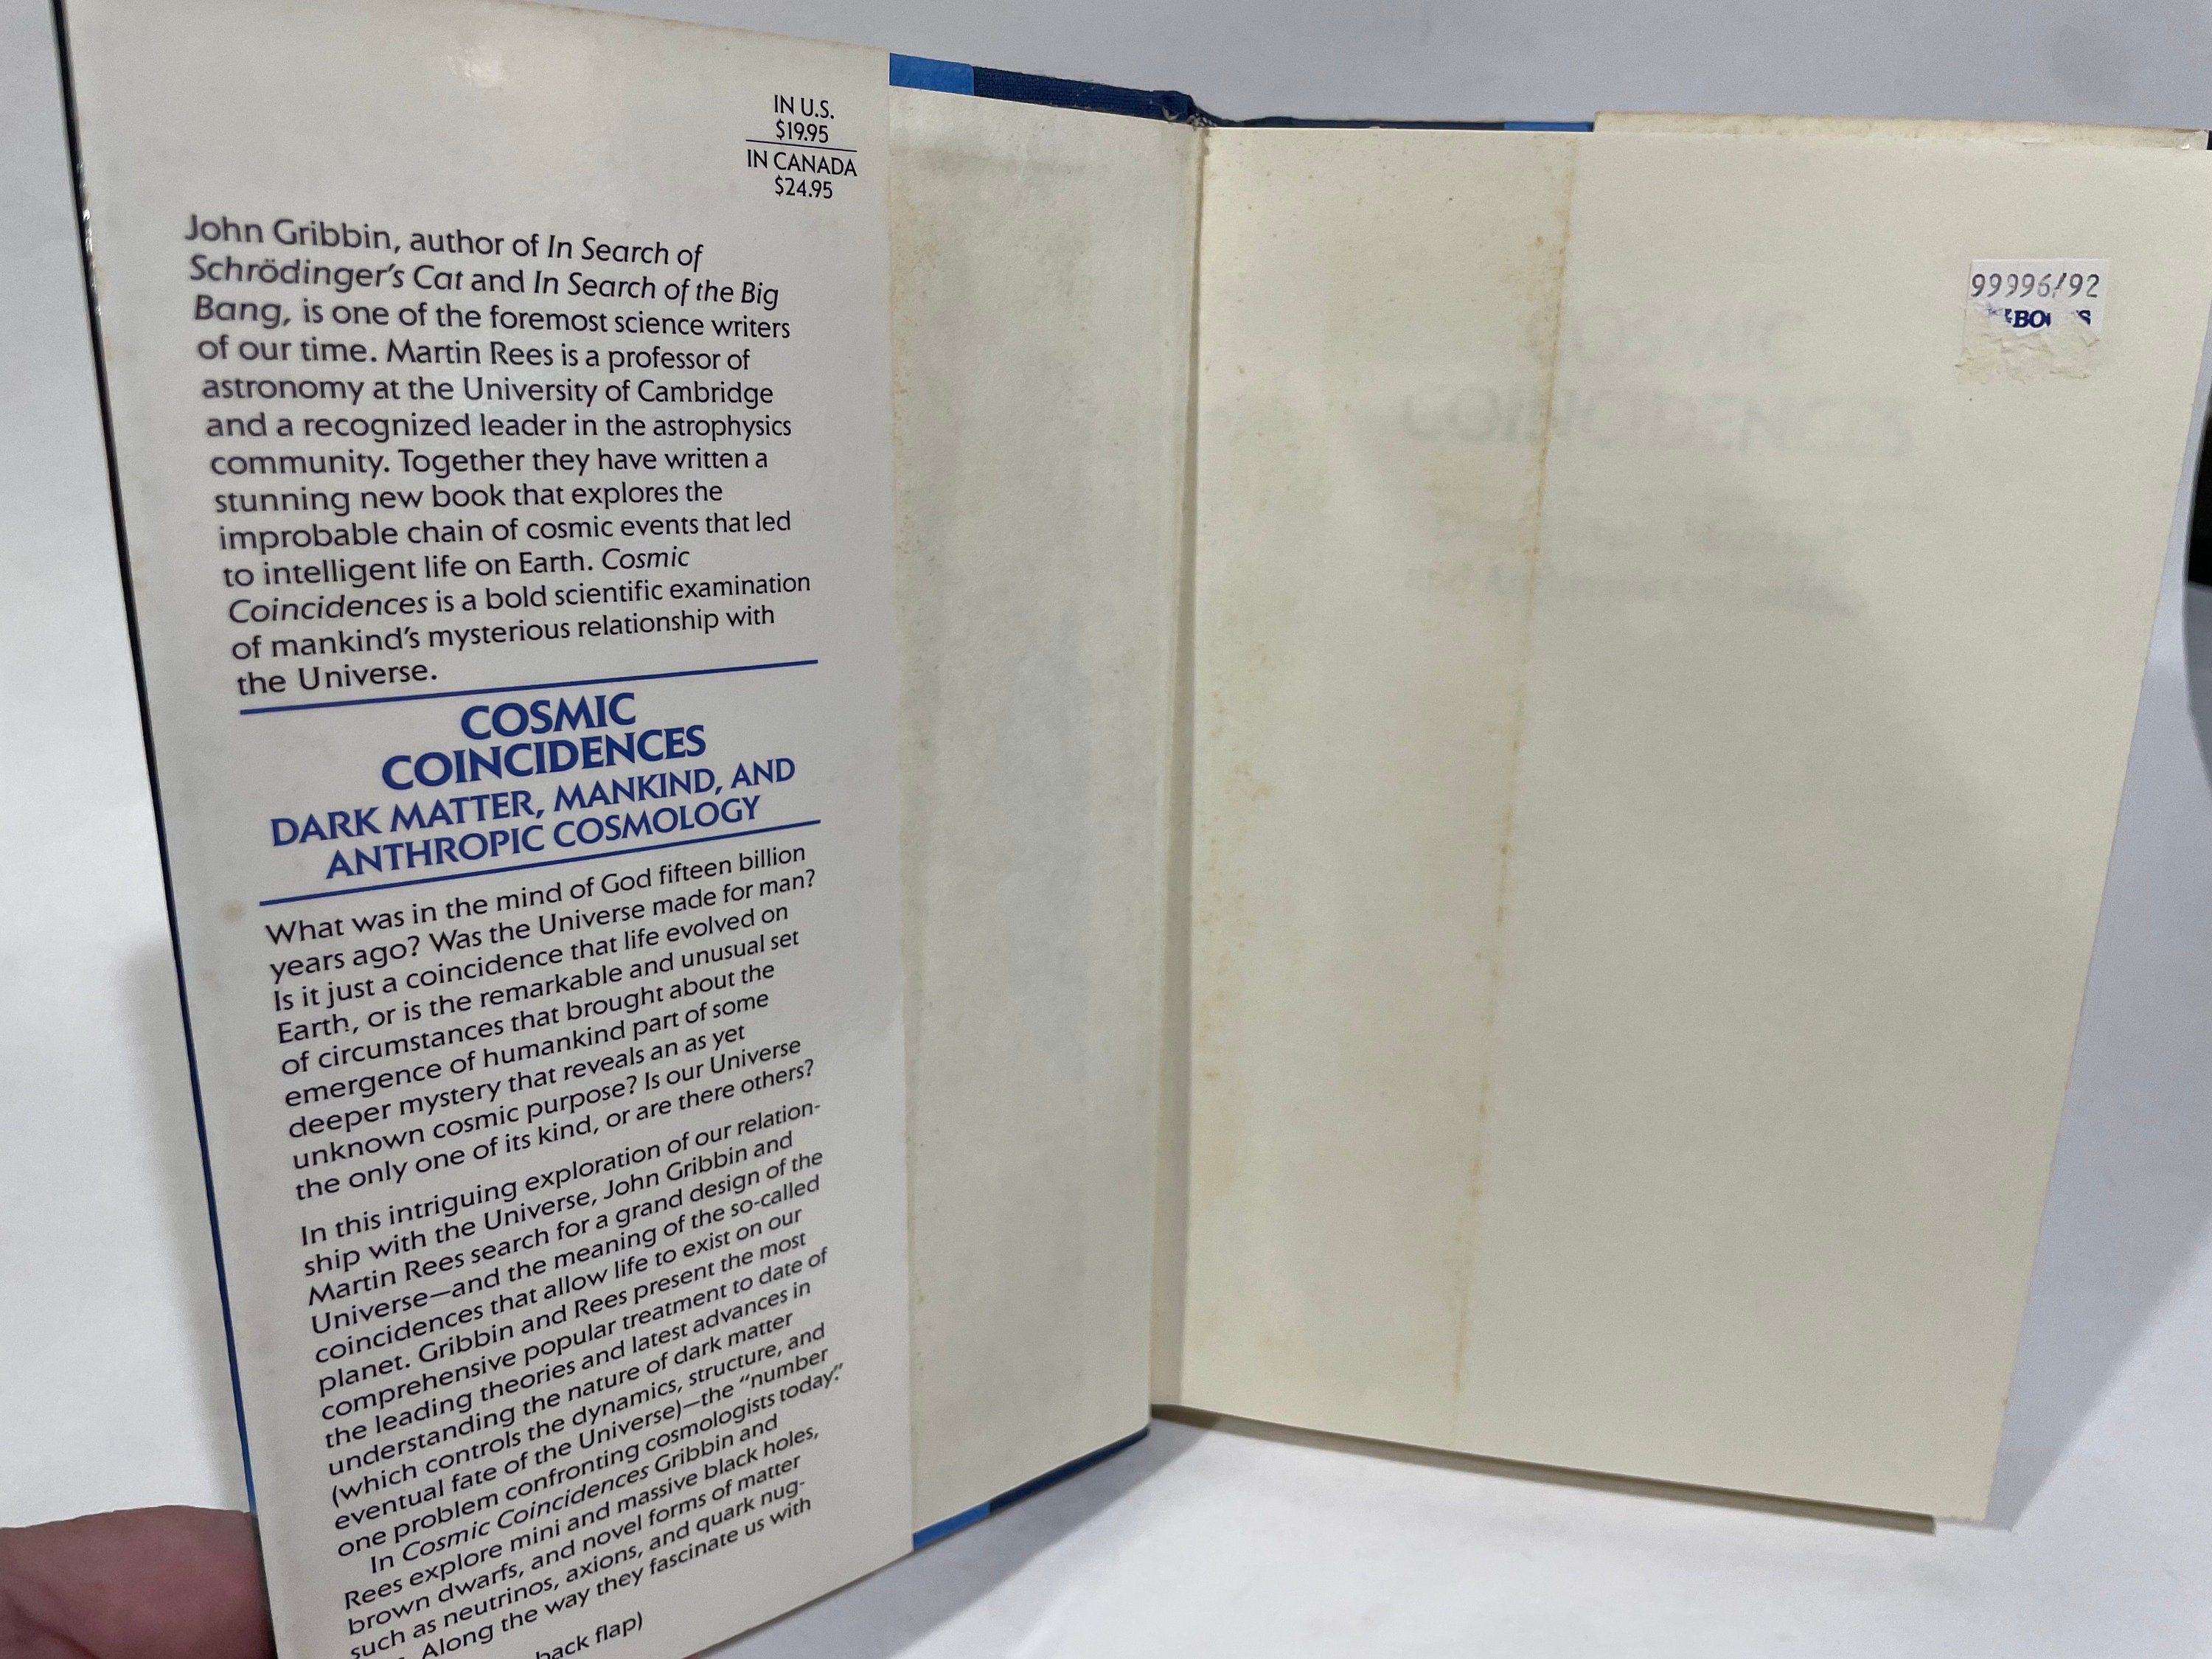 IN U.S.
$19.95
IN CANADA
$24.95
John Gribbin, author of In Search of
Schrödinger's Cat and In Search of the Big
Bang, is one of the foremost science writers
of our time. Martin Rees is a professor of
astronomy at the University of Cambridge
and a recognized leader in the astrophysics
community. Together they have written a
stunning new book that explores the
improbable chain of cosmic events that led
to intelligent life on Earth. Cosmic
Coincidences is a bold scientific examination
of mankind's mysterious relationship with
the Universe.
COSMIC
COINCIDENCES
DARK MATTER, MANKIND, AND
ANTHROPIC COSMOLOGY
What was in the mind of God fifteen billion
years ago? Was the Universe made for man?
Is it just a coincidence that life evolved on
Earth, or is the remarkable and unusual set
of circumstances that brought about the
emergence of humankind part of some
deeper mystery that reveals an as yet
unknown cosmic purpose? Is our Universe
the only one of its kind, or are there others?
In this intriguing exploration of our relation-
ship with the Universe, John Gribbin and
Martin Rees search for a grand design of the
Universe—and the meaning of the so-called
coincidences that allow life to exist on our
planet. Gribbin and Rees present the most
comprehensive popular treatment to date of
the leading theories and latest advances in
understanding the nature of dark matter
(which controls the dynamics, structure, and
eventual fate of the Universe)—the "number
one problem confronting cosmologists today."
In Cosmic Coincidences Gribbin and
Rees explore mini and massive black holes,
brown dwarfs, and novel forms of matter
such as neutrinos, axions, and quark nug-
Along the way they fascinate us with
back flap)
99996/92